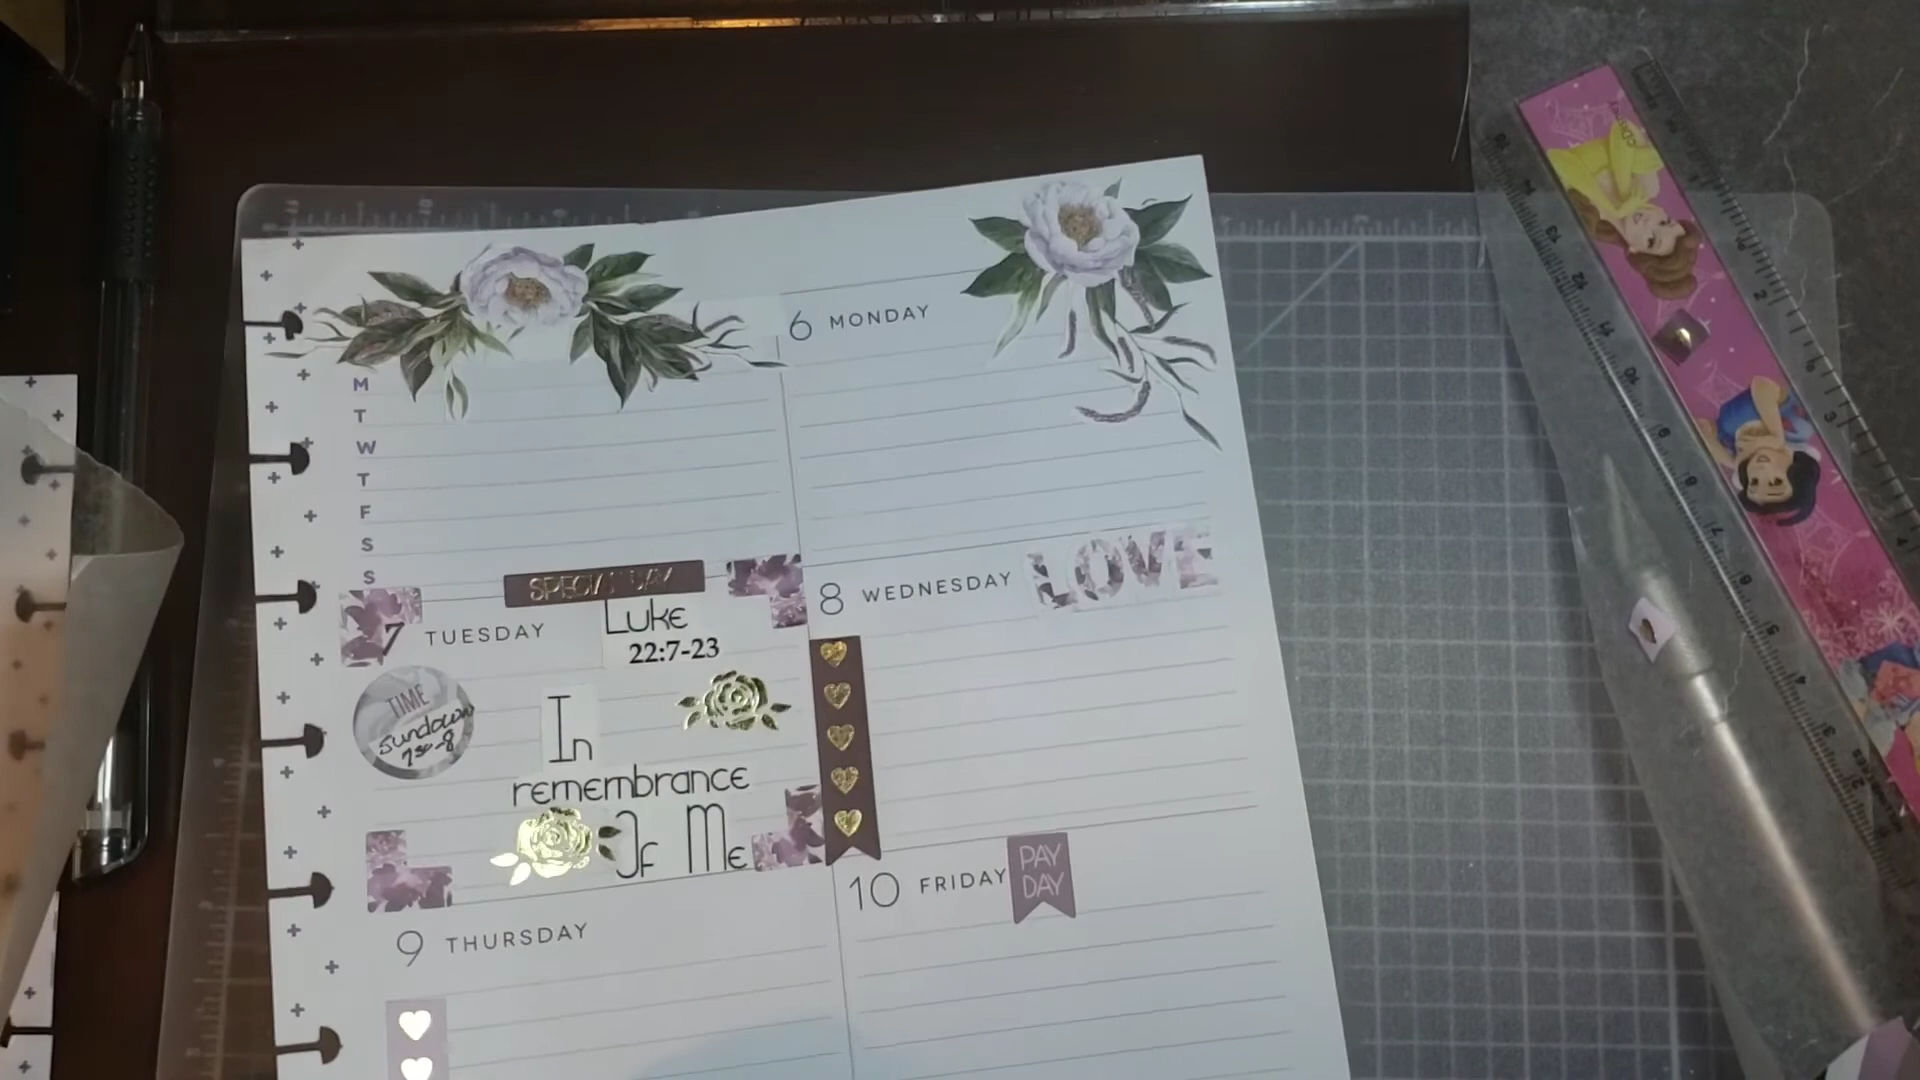 6 MONDAY
M
T
W
T
F
S
S
SPECIAL DAY
7 TUESDAY
Luke
22:7-23
TIME
sundown
7:30-8
In
remembrance
Of Me
8 WEDNESDAY
LOVE
9 THURSDAY
10 FRIDAY
PAY
DAY